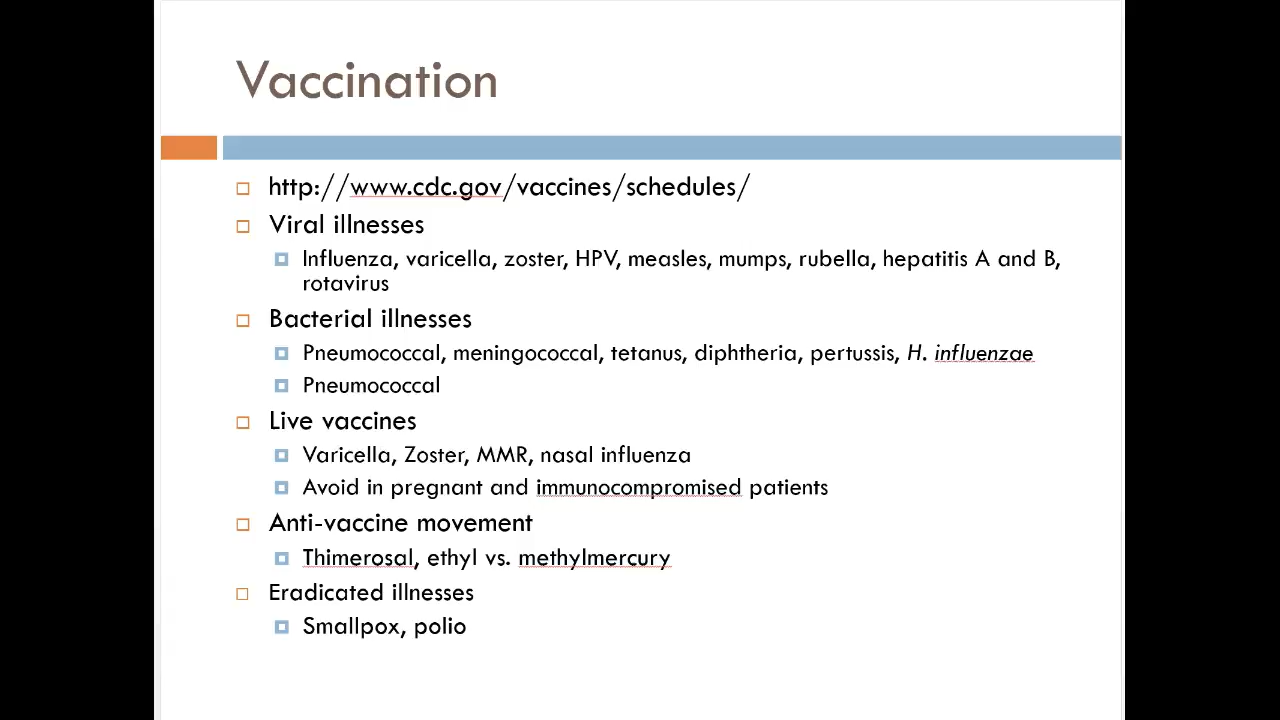 Vaccination
http://www.cdc.gov/vaccines/schedules/
Viral illnesses
Influenza, varicella, zoster, HPV, measles, mumps, rubella, hepatitis A and B,
rotavirus
Bacterial illnesses
Pneumococcal, meningococcal, tetanus, diphtheria, pertussis, H. influenzae
Pneumococcal
Live vaccines
Varicella, Zoster, MMR, nasal influenza
Avoid in pregnant and immunocompromised patients
Anti-vaccine movement
Thimerosal, ethyl vs. methylmercury
Eradicated illnesses
Smallpox, polio